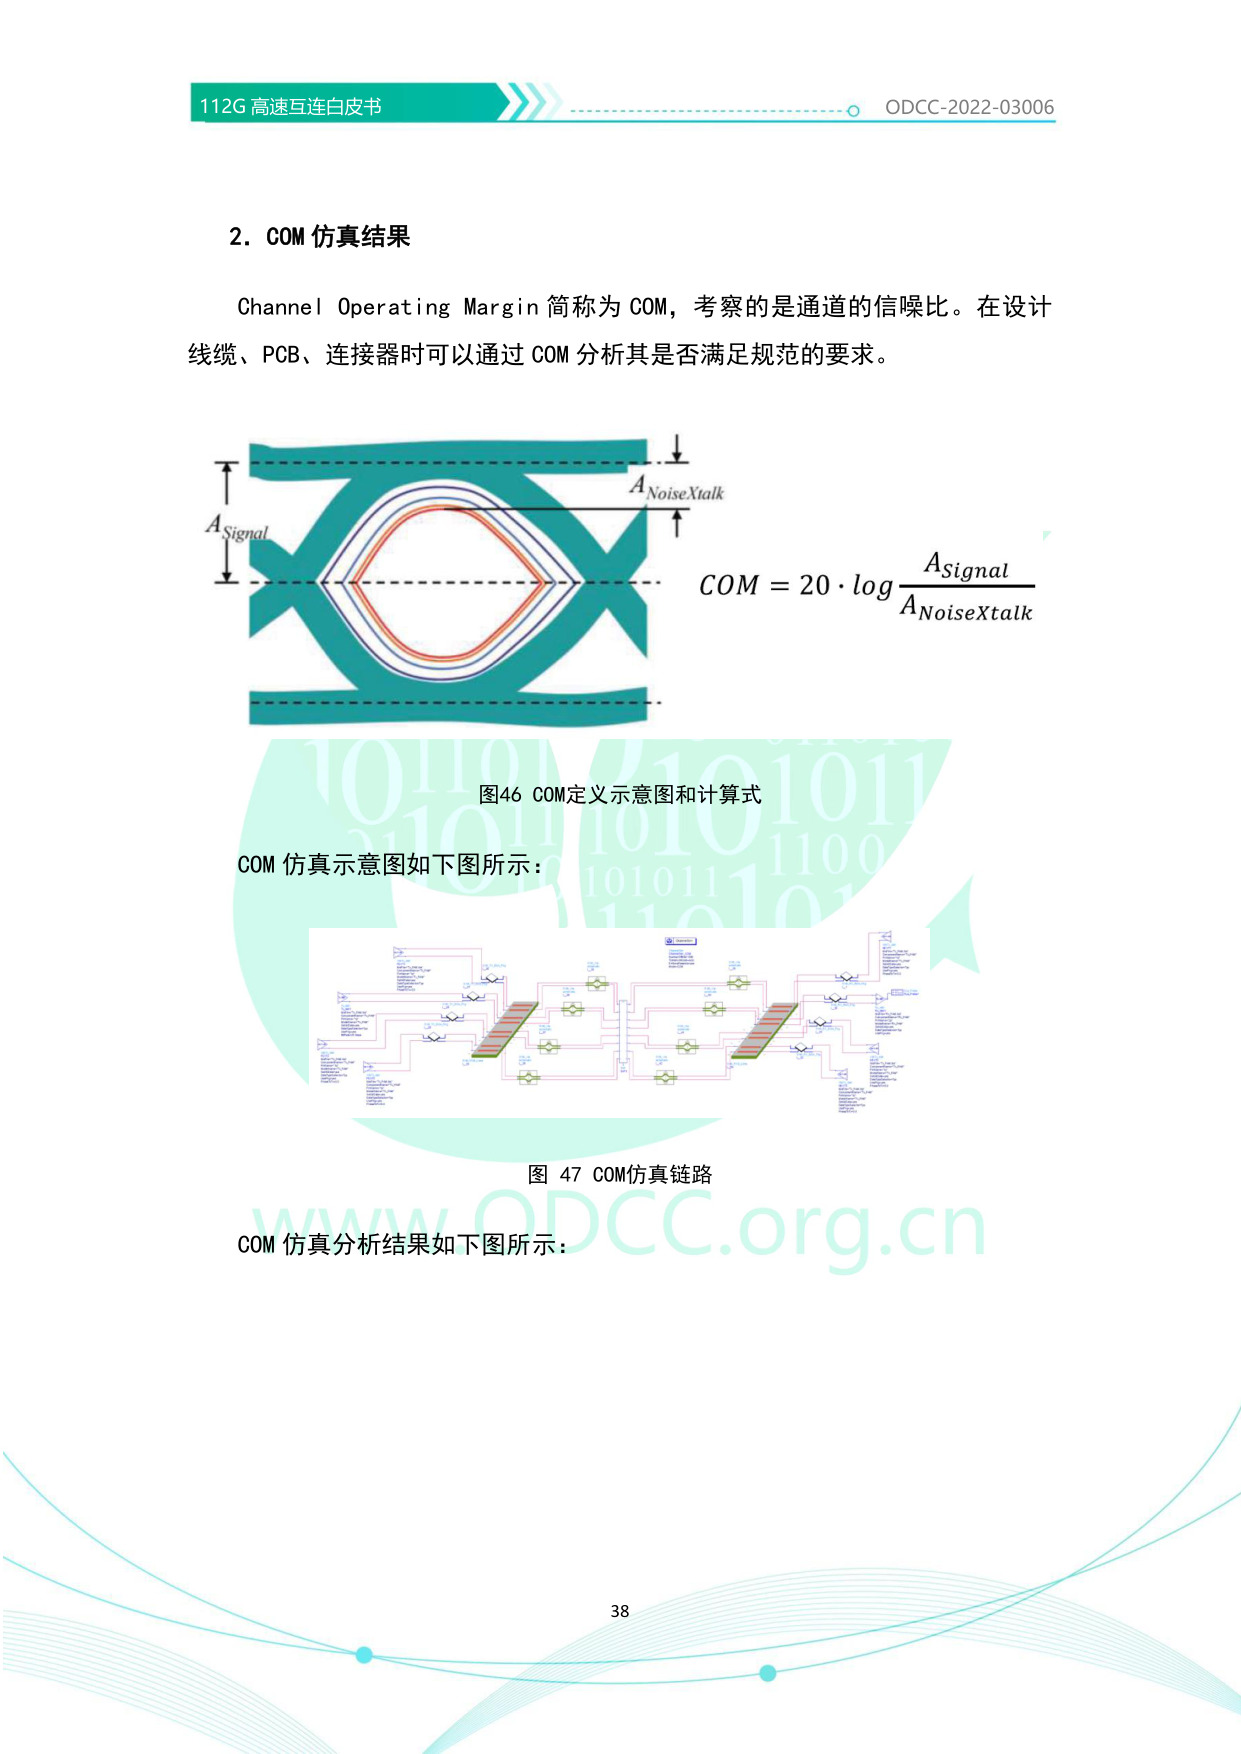 112G 高速互连白皮书
ODCC-2022-03006
2. COM 仿真结果
Channel Operating Margin 简称为 COM，考察的是通道的信噪比。在设计
线缆、PCB、连接器时可以通过 COM 分析其是否满足规范的要求。
A_NoiseXtalk
A_Signal
COM = 20 · log A_Signal / A_NoiseXtalk
图46 COM定义示意图和计算式
COM 仿真示意图如下图所示：
图 47 COM仿真链路
www.ODCC.org.cn
COM 仿真分析结果如下图所示：
38